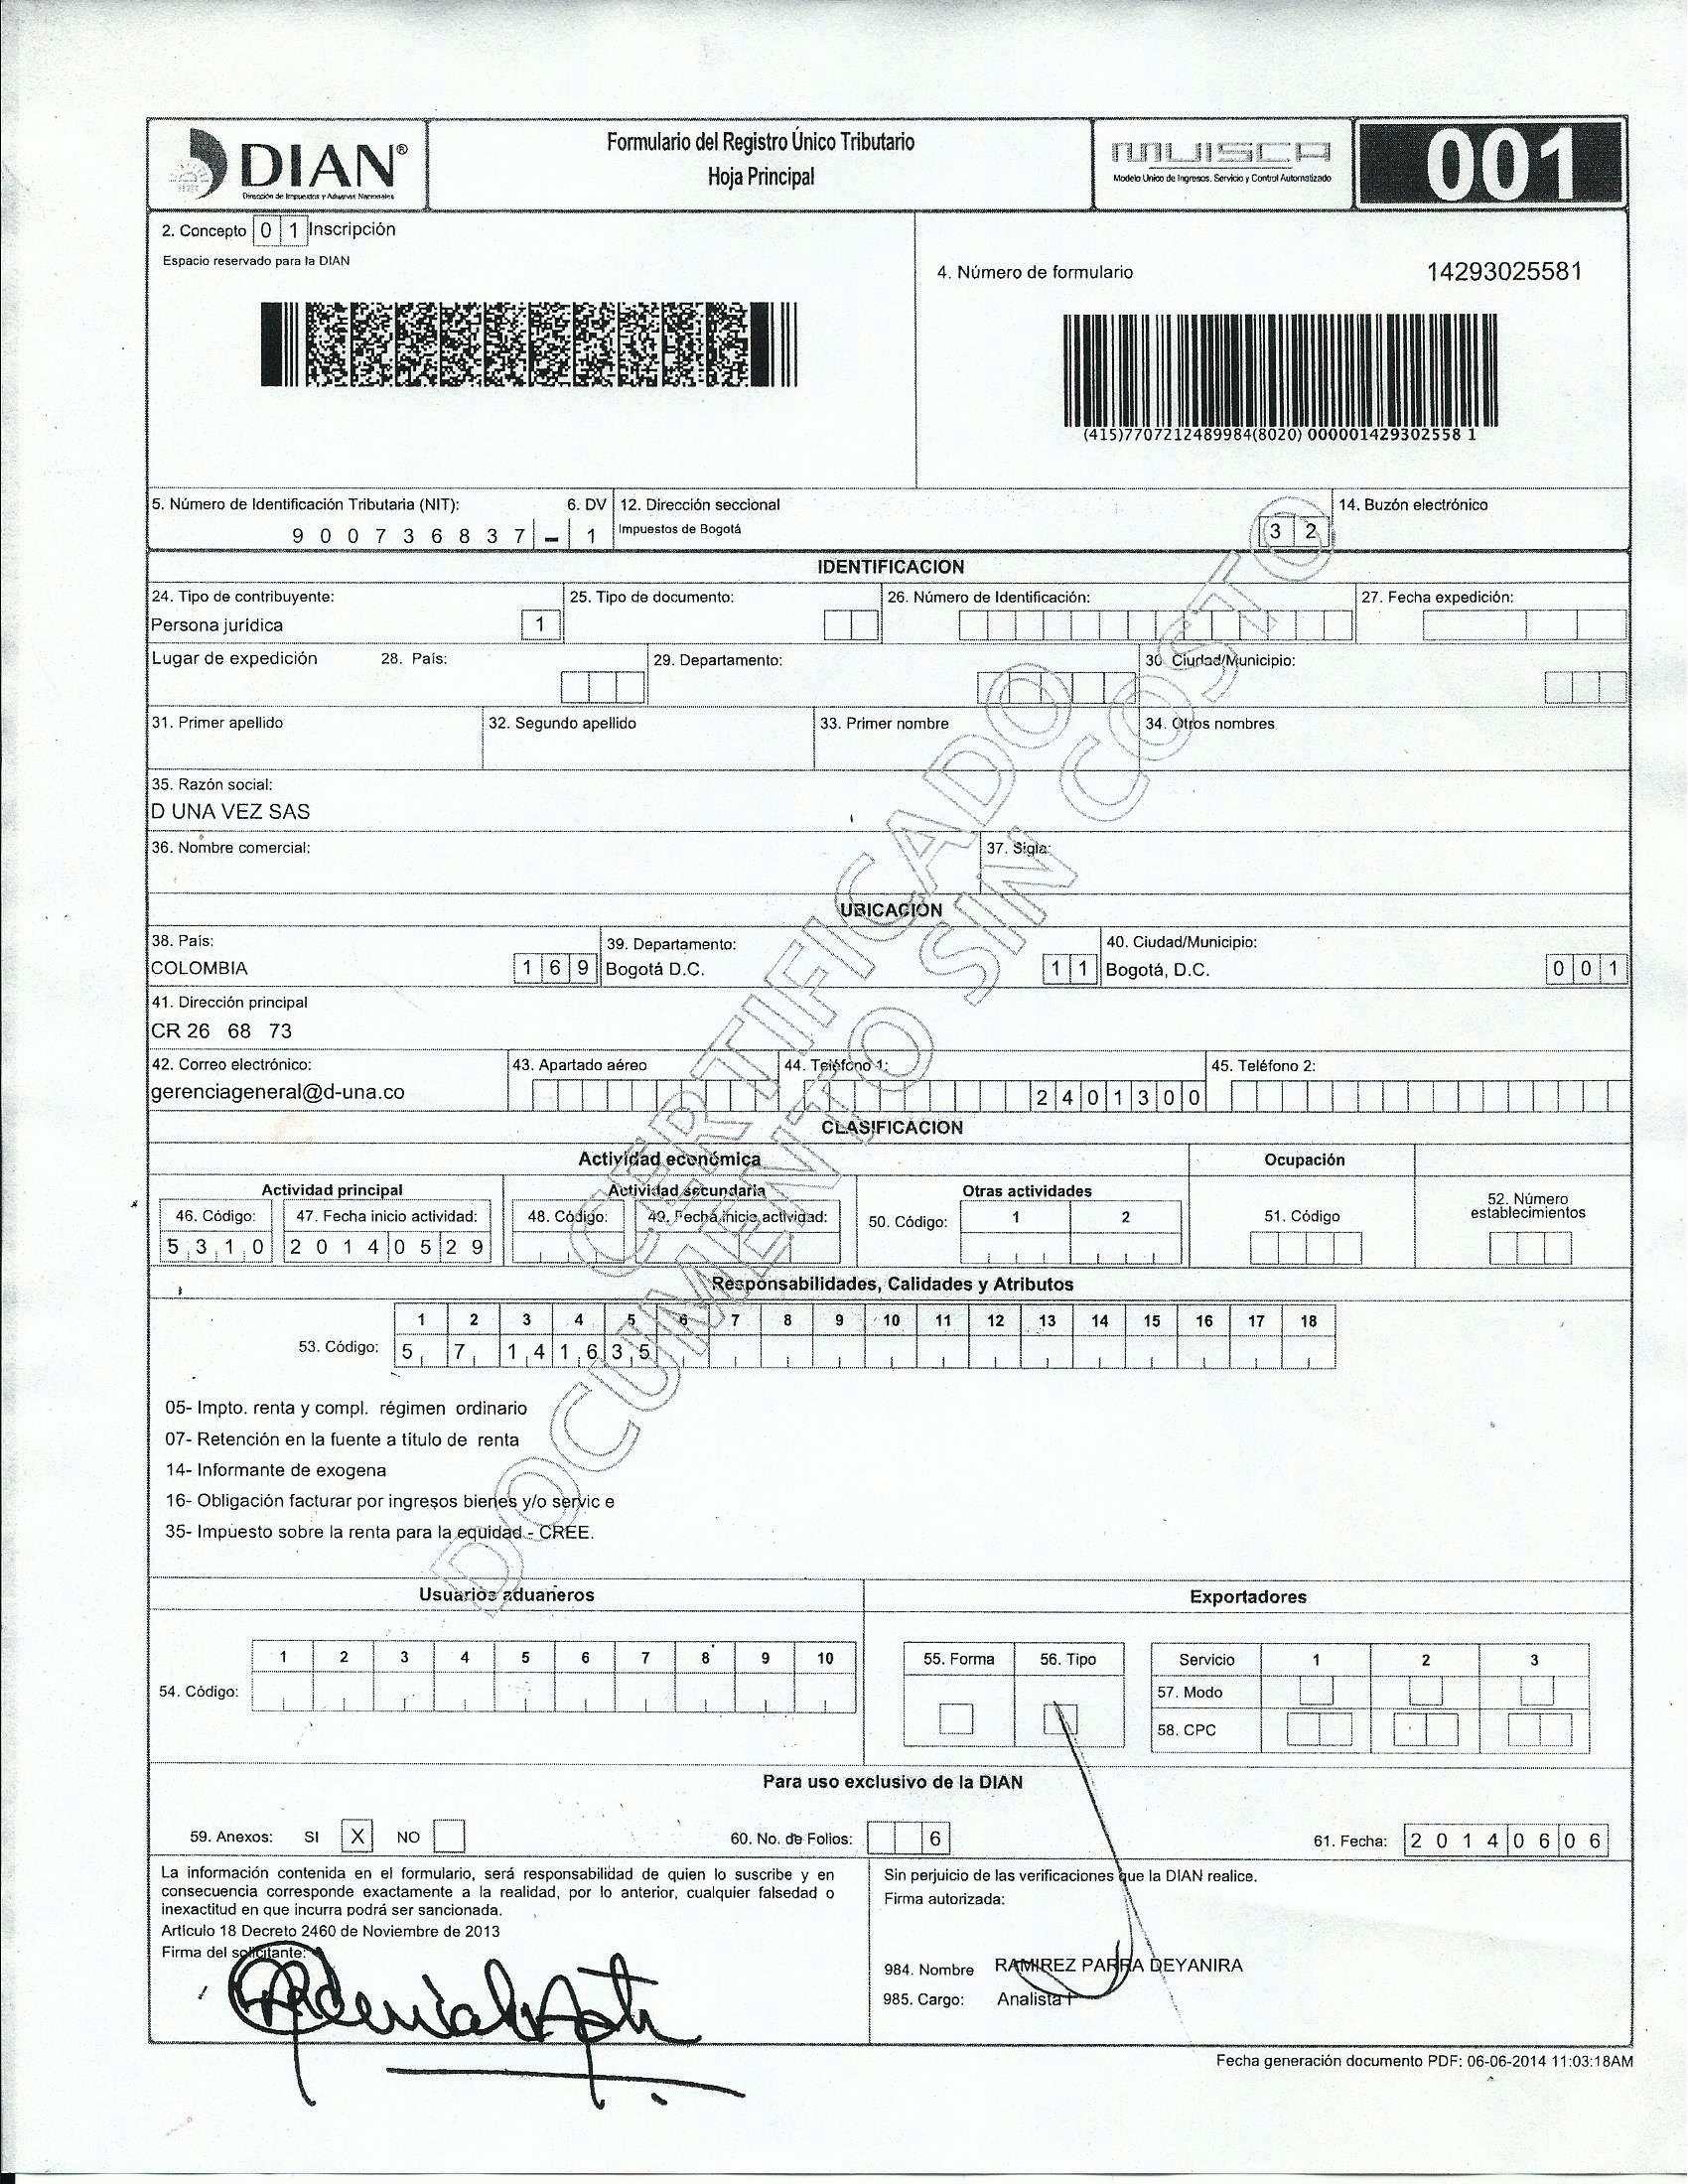 DIAN®
Dirección de Impuestos y Aduanas Nacionales
Formulario del Registro Único Tributario
Hoja Principal
MUISCA
Modelo Unico de Ingresos, Servicio y Control Automatizado
001
2. Concepto 0 1 Inscripción
Espacio reservado para la DIAN
4. Número de formulario 14293025581
(415)7707212489984(8020) 000001429302558 1
5. Número de Identificación Tributaria (NIT): 6. DV 12. Dirección seccional 14. Buzón electrónico
9 0 0 7 3 6 8 3 7 - 1 Impuestos de Bogotá 3 2
IDENTIFICACION
24. Tipo de contribuyente: 25. Tipo de documento: 26. Número de Identificación: 27. Fecha expedición:
Persona jurídica 1
Lugar de expedición 28. País: 29. Departamento: 30. Ciudad/Municipio:
31. Primer apellido 32. Segundo apellido 33. Primer nombre 34. Otros nombres
35. Razón social:
D UNA VEZ SAS
36. Nombre comercial: 37. Sigla:
UBICACION
38. País: 39. Departamento: 40. Ciudad/Municipio:
COLOMBIA 1 6 9 Bogotá D.C. 1 1 Bogotá, D.C. 0 0 1
41. Dirección principal
CR 26 68 73
42. Correo electrónico: 43. Apartado aéreo 44. Teléfono 1: 45. Teléfono 2:
gerenciageneral@d-una.co 2 4 0 1 3 0 0
CLASIFICACION
Actividad económica Ocupación
Actividad principal Actividad secundaria Otras actividades 52. Número
establecimientos
46. Código: 47. Fecha inicio actividad: 48. Código: 49. Fecha inicio actividad: 50. Código: 1 2 51. Código
5 3 1 0 2 0 1 4 0 5 2 9
Responsabilidades, Calidades y Atributos
1 2 3 4 5 6 7 8 9 10 11 12 13 14 15 16 17 18
53. Código: 5 7 1 4 1 6 3 5
05- Impto. renta y compl. régimen ordinario
07- Retención en la fuente a título de renta
14- Informante de exogena
16- Obligación facturar por ingresos bienes y/o servic e
35- Impuesto sobre la renta para la equidad - CREE.
CERTIFICADO
DOCUMENTO SIN COSTO
Usuarios aduaneros Exportadores
1 2 3 4 5 6 7 8 9 10 55. Forma 56. Tipo Servicio 1 2 3
54. Código: 57. Modo
58. CPC
Para uso exclusivo de la DIAN
59. Anexos: SI X NO 60. No. de Folios: 6 61. Fecha: 2 0 1 4 0 6 0 6
La información contenida en el formulario, será responsabilidad de quien lo suscribe y en
consecuencia corresponde exactamente a la realidad, por lo anterior, cualquier falsedad o
inexactitud en que incurra podrá ser sancionada.
Artículo 18 Decreto 2460 de Noviembre de 2013
Firma del solicitante:
Sin perjuicio de las verificaciones que la DIAN realice.
Firma autorizada:
984. Nombre RAMIREZ PARRA DEYANIRA
985. Cargo: Analista I
Fecha generación documento PDF: 06-06-2014 11:03:18AM